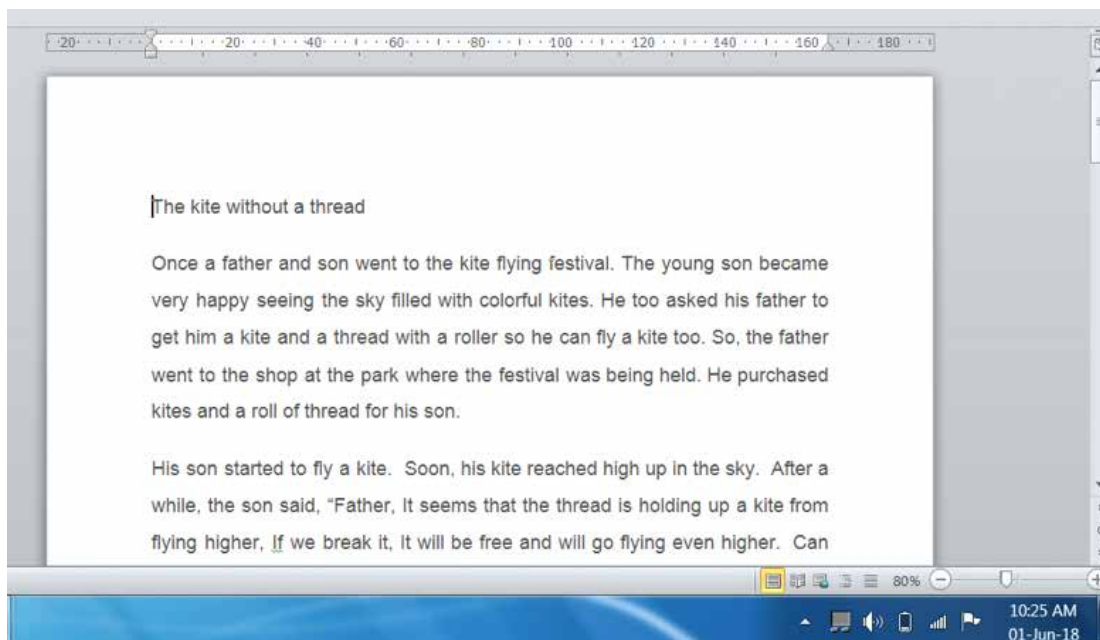 20 20 40 60 80 100 120 140 160 180
The kite without a thread
Once a father and son went to the kite flying festival. The young son became
very happy seeing the sky filled with colorful kites. He too asked his father to
get him a kite and a thread with a roller so he can fly a kite too. So, the father
went to the shop at the park where the festival was being held. He purchased
kites and a roll of thread for his son.
His son started to fly a kite.  Soon, his kite reached high up in the sky.  After a
while, the son said, “Father, It seems that the thread is holding up a kite from
flying higher, If we break it, It will be free and will go flying even higher.  Can
80%
10:25 AM
01-Jun-18